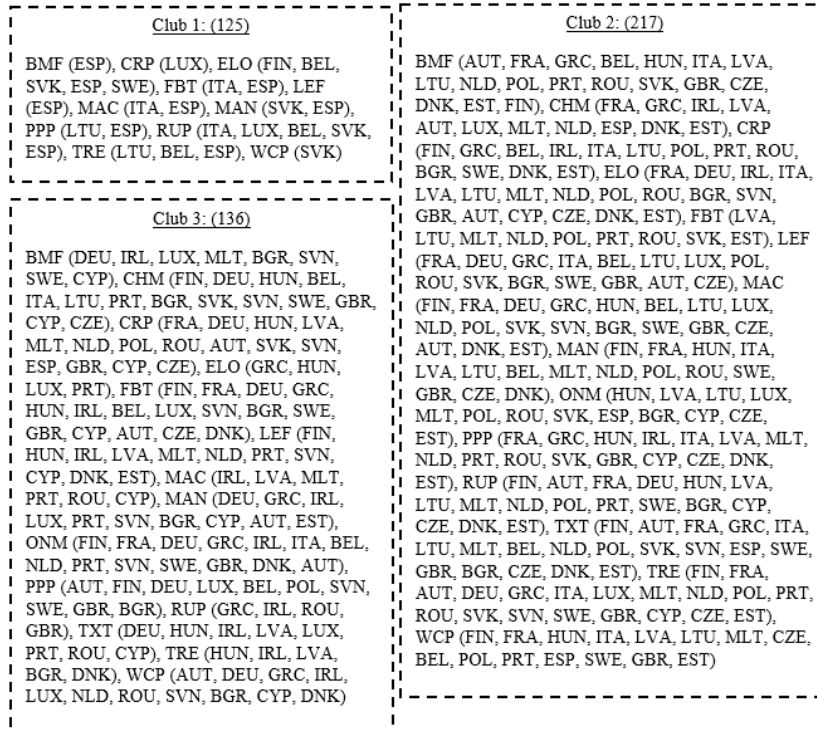 Club 1: (125)
BMF (ESP), CRP (LUX), ELO (FIN, BEL,
SVK, ESP, SWE), FBT (ITA, ESP), LEF
(ESP), MAC (ITA, ESP), MAN (SVK, ESP),
PPP (LTU, ESP), RUP (ITA, LUX, BEL, SVK,
ESP), TRE (LTU, BEL, ESP), WCP (SVK)
Club 3: (136)
BMF (DEU, IRL, LUX, MLT, BGR, SVN,
SWE, CYP), CHM (FIN, DEU, HUN, BEL,
ITA, LTU, PRT, BGR, SVK, SVN, SWE, GBR,
CYP, CZE), CRP (FRA, DEU, HUN, LVA,
MLT, NLD, POL, ROU, AUT, SVK, SVN,
ESP, GBR, CYP, CZE), ELO (GRC, HUN,
LUX, PRT), FBT (FIN, FRA, DEU, GRC,
HUN, IRL, BEL, LUX, SVN, BGR, SWE,
GBR, CYP, AUT, CZE, DNK), LEF (FIN,
HUN, IRL, LVA, MLT, NLD, PRT, SVN,
CYP, DNK, EST), MAC (IRL, LVA, MLT,
PRT, ROU, CYP), MAN (DEU, GRC, IRL,
LUX, PRT, SVN, BGR, CYP, AUT, EST),
ONM (FIN, FRA, DEU, GRC, IRL, ITA, BEL,
NLD, PRT, SVN, SWE, GBR, DNK, AUT),
PPP (AUT, FIN, DEU, LUX, BEL, POL, SVN,
SWE, GBR, BGR), RUP (GRC, IRL, ROU,
GBR), TXT (DEU, HUN, IRL, LVA, LUX,
PRT, ROU, CYP), TRE (HUN, IRL, LVA,
BGR, DNK), WCP (AUT, DEU, GRC, IRL,
LUX, NLD, ROU, SVN, BGR, CYP, DNK)
Club 2: (217)
BMF (AUT, FRA, GRC, BEL, HUN, ITA, LVA,
LTU, NLD, POL, PRT, ROU, SVK, GBR, CZE,
DNK, EST, FIN), CHM (FRA, GRC, IRL, LVA,
AUT, LUX, MLT, NLD, ESP, DNK, EST), CRP
(FIN, GRC, BEL, IRL, ITA, LTU, POL, PRT, ROU,
BGR, SWE, DNK, EST), ELO (FRA, DEU, IRL, ITA,
LVA, LTU, MLT, NLD, POL, ROU, BGR, SVN,
GBR, AUT, CYP, CZE, DNK, EST), FBT (LVA,
LTU, MLT, NLD, POL, PRT, ROU, SVK, EST), LEF
(FRA, DEU, GRC, ITA, BEL, LTU, LUX, POL,
ROU, SVK, BGR, SWE, GBR, AUT, CZE), MAC
(FIN, FRA, DEU, GRC, HUN, BEL, LTU, LUX,
NLD, POL, SVK, SVN, BGR, SWE, GBR, CZE,
AUT, DNK, EST), MAN (FIN, FRA, HUN, ITA,
LVA, LTU, BEL, MLT, NLD, POL, ROU, SWE,
GBR, CZE, DNK), ONM (HUN, LVA, LTU, LUX,
MLT, POL, ROU, SVK, ESP, BGR, CYP, CZE,
EST), PPP (FRA, GRC, HUN, IRL, ITA, LVA, MLT,
NLD, PRT, ROU, SVK, GBR, CYP, CZE, DNK,
EST), RUP (FIN, AUT, FRA, DEU, HUN, LVA,
LTU, MLT, NLD, POL, PRT, SWE, BGR, CYP,
CZE, DNK, EST), TXT (FIN, AUT, FRA, GRC, ITA,
LTU, MLT, BEL, NLD, POL, SVK, SVN, ESP, SWE,
GBR, BGR, CZE, DNK, EST), TRE (FIN, FRA,
AUT, DEU, GRC, ITA, LUX, MLT, NLD, POL, PRT,
ROU, SVK, SVN, SWE, GBR, CYP, CZE, EST),
WCP (FIN, FRA, HUN, ITA, LVA, LTU, MLT, CZE,
BEL, POL, PRT, ESP, SWE, GBR, EST)